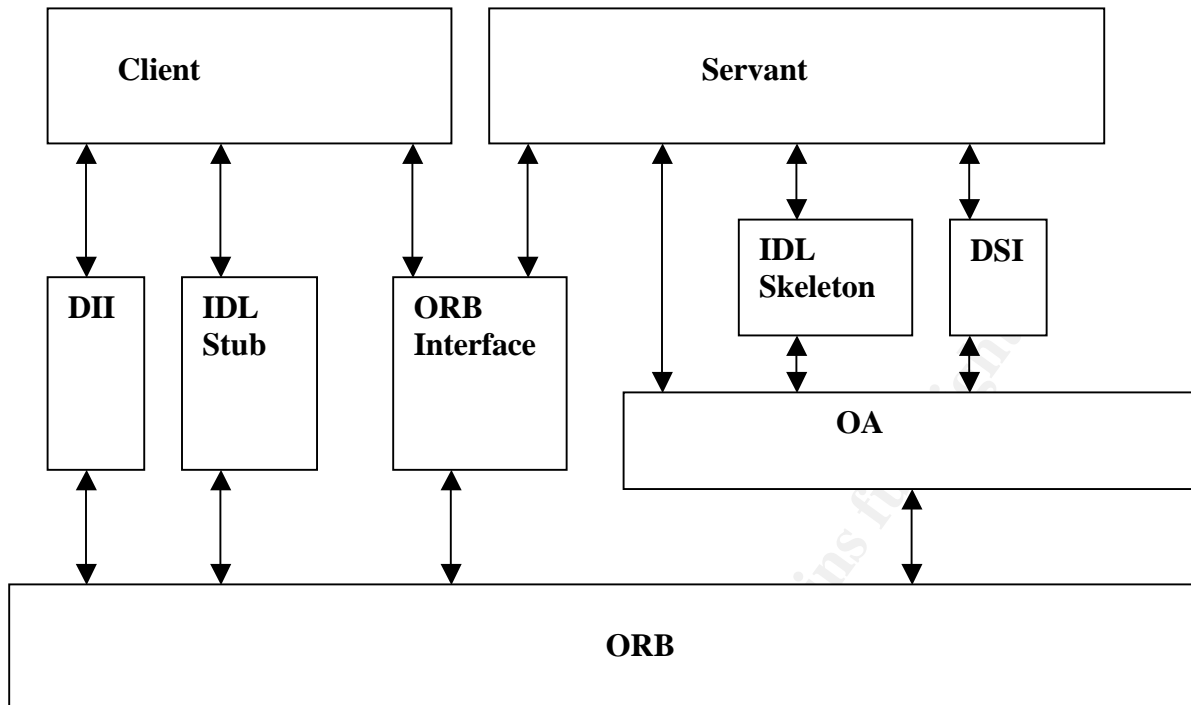 Client
Servant
DII
IDL
Stub
ORB
Interface
IDL
Skeleton
DSI
OA
ORB